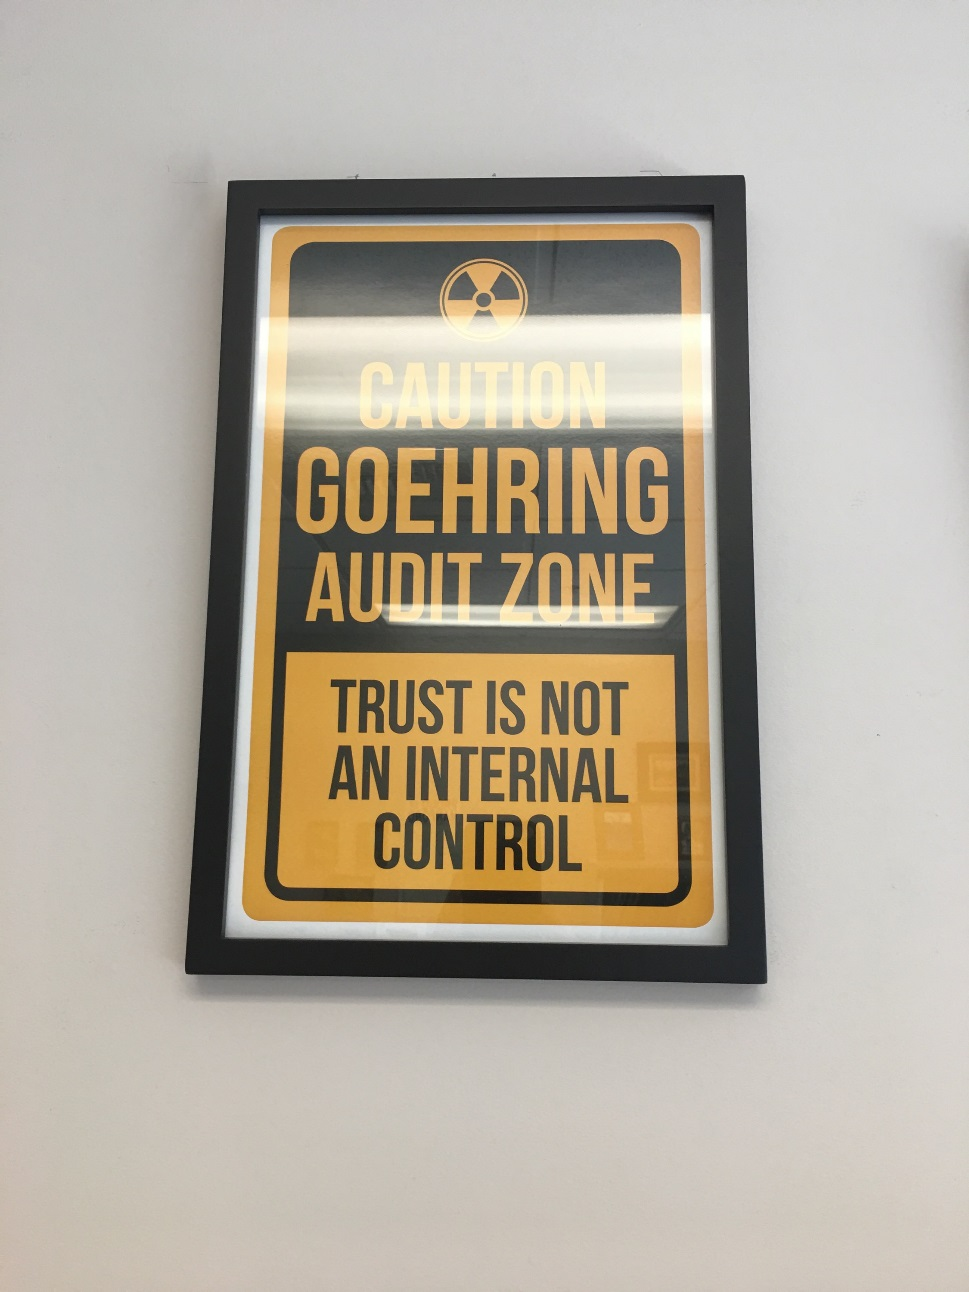 CAUTION
GOEHRING
AUDIT ZONE
TRUST IS NOT
AN INTERNAL
CONTROL